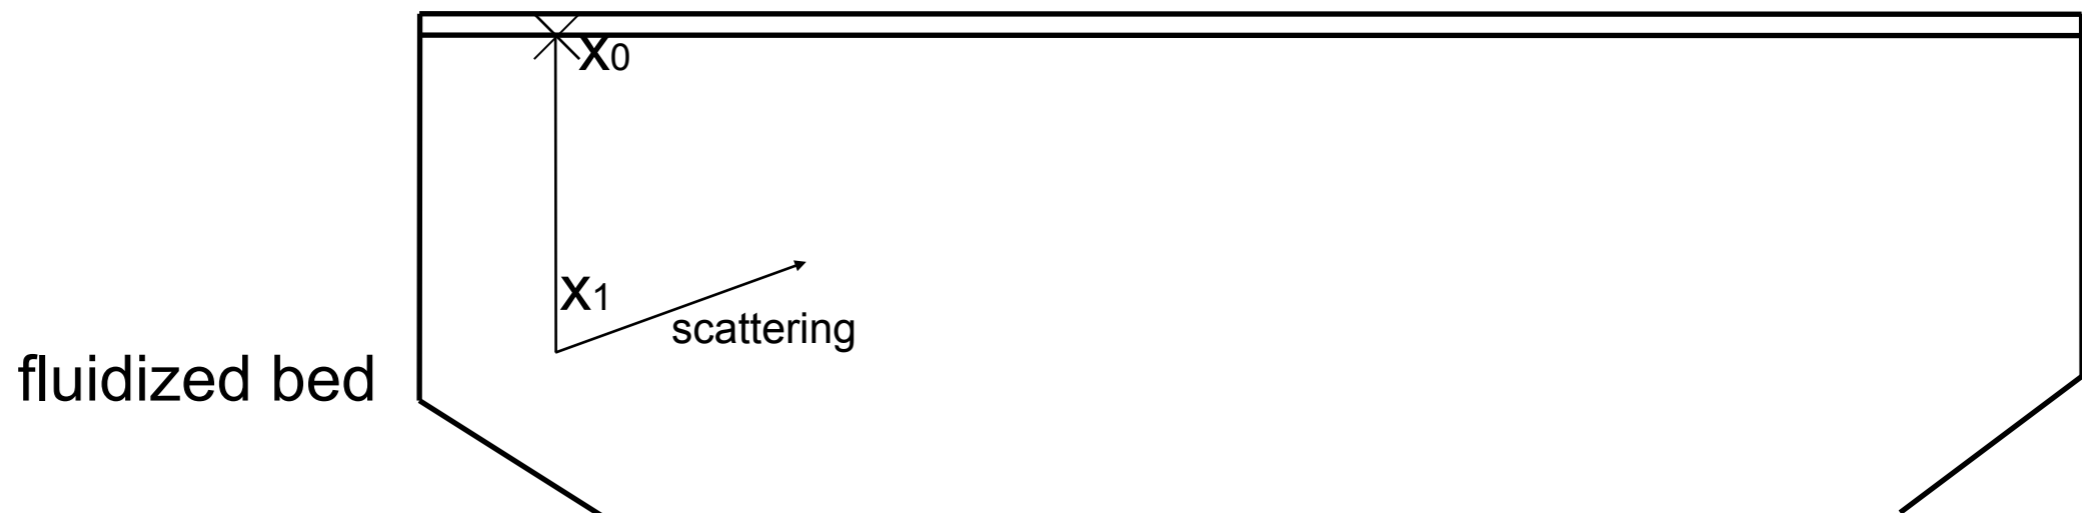 x0
x1
scattering
fluidized bed